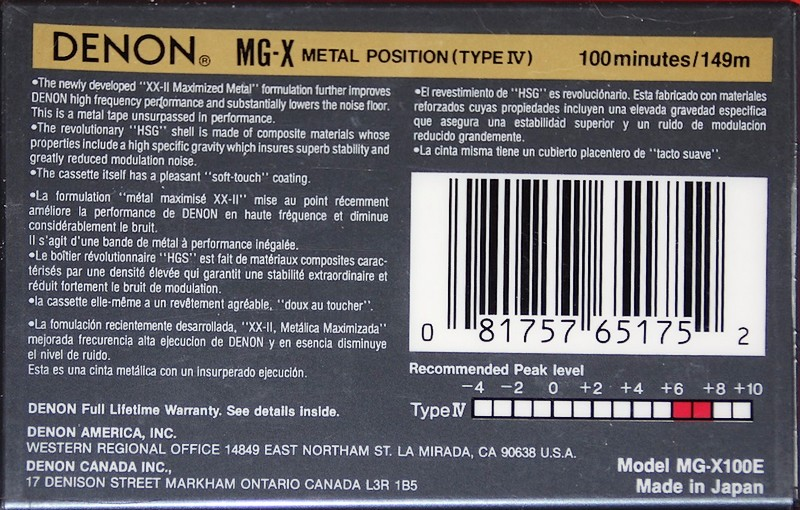 DENON® MG-X METAL POSITION (TYPE IV) 100minutes/149m
•The newly developed "XX-II Maximized Metal" formulation further improves
DENON high frequency performance and substantially lowers the noise floor.
This is a metal tape unsurpassed in performance.
•The revolutionary "HSG" shell is made of composite materials whose
properties include a high specific gravity which insures superb stability and
greatly reduced modulation noise.
•The cassette itself has a pleasant "soft-touch" coating.
•La formulation "métal maximisé XX-II" mise au point récemment
améliore la performance de DENON en haute fréguence et diminue
considérablement le bruit.
Il s'agit d'une bande de métal à performance inégalée.
•Le boîtier révolutionnaire "HGS" est fait de matériaux composites carac-
térisés par une densité élevée qui garantit une stabilité extraordinaire et
réduit fortement le bruit de modulation.
•la cassette elle-même a un revêtement agréable, "doux au toucher".
•La fomulación recientemente desarrollada, "XX-II, Metálica Maximizada"
mejorada frecurencia alta ejecucion de DENON y en esencia disminuye
el nivel de ruido.
Esta es una cinta metálica con un insurperado ejecución.
DENON Full Lifetime Warranty. See details inside.
DENON AMERICA, INC.
WESTERN REGIONAL OFFICE 14849 EAST NORTHAM ST. LA MIRADA, CA 90638 U.S.A.
DENON CANADA INC.,
17 DENISON STREET MARKHAM ONTARIO CANADA L3R 1B5
•El revestimiento de "HSG" es revoluciónario. Esta fabricado con materiales
reforzados cuyas propiedades incluyen una elevada gravedad especifica
que asegura una estabilidad superior y un ruido de modulacion
reducido grandemente.
•La cinta misma tiene un cubierto placentero de "tacto suave".
0 81757 65175 2
Recommended Peak level
-4 -2 0 +2 +4 +6 +8 +10
Type IV
Model MG-X100E
Made in Japan